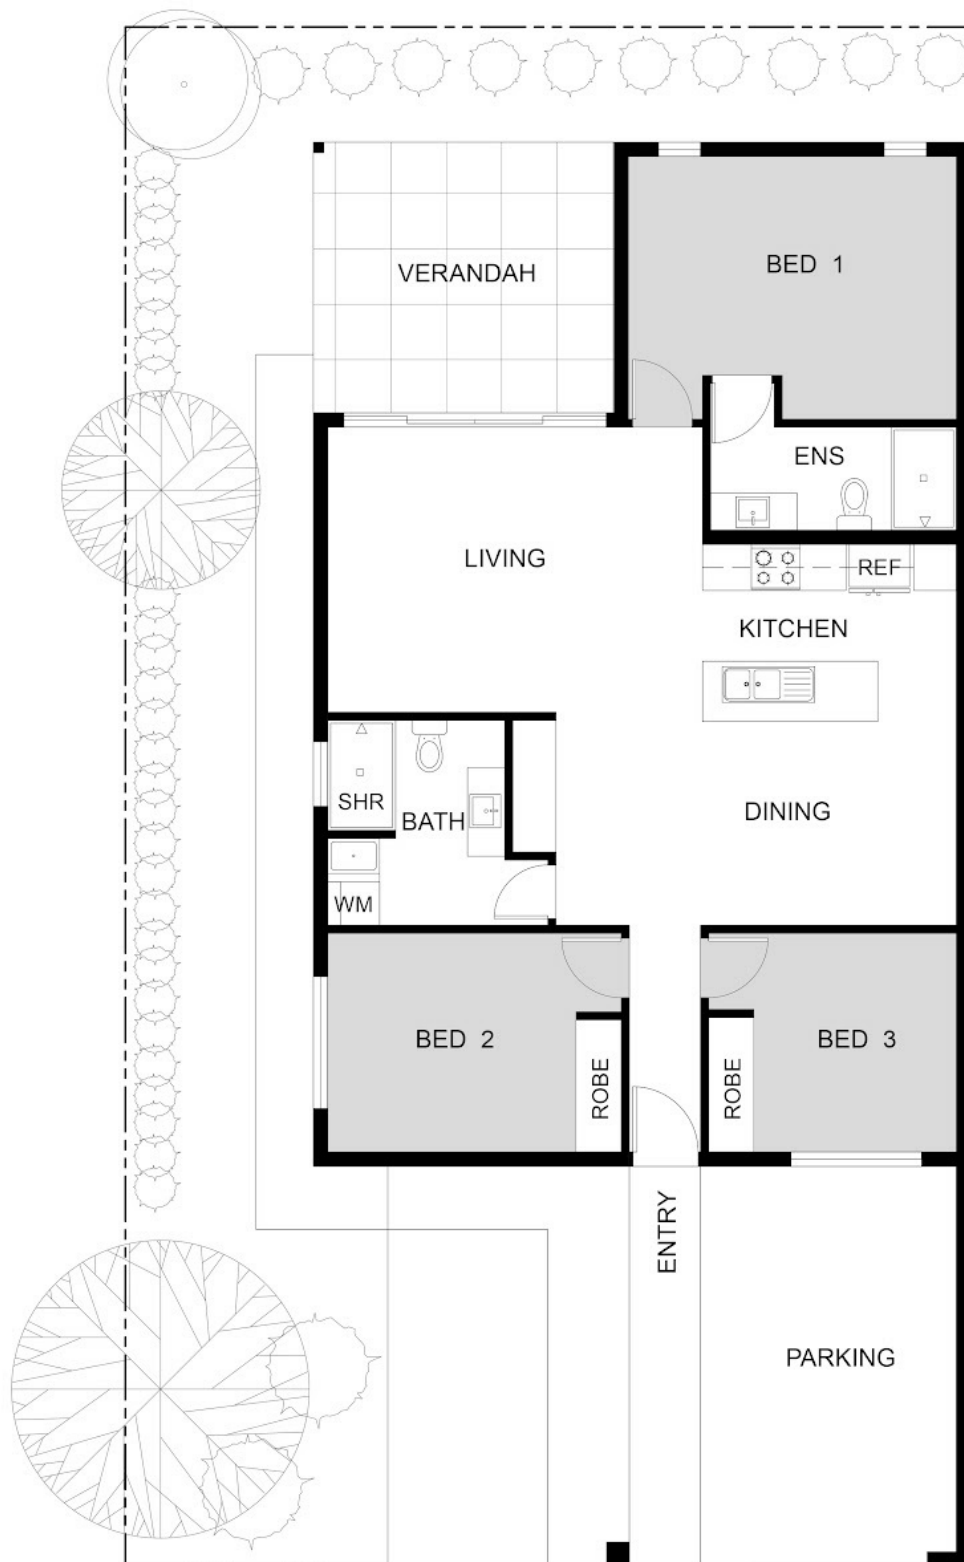 BED 1
VERANDAH
ENS
LIVING
REF
KITCHEN
SHR
BATH
DINING
WM
BED 2
ROBE
ROBE
BED 3
ENTRY
PARKING